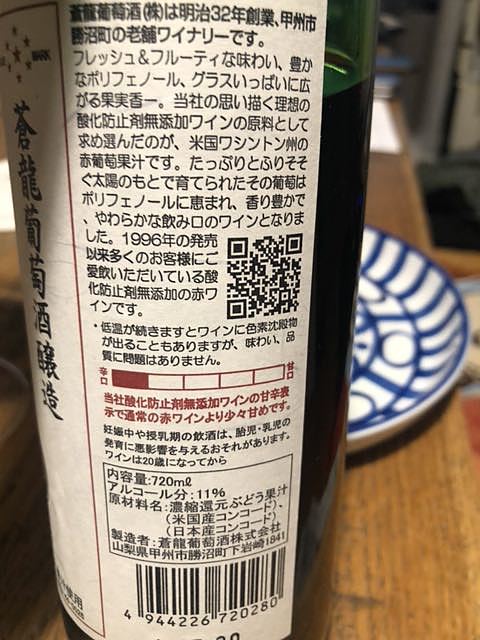 MARK
蒼龍葡萄酒醸造
使用
蒼龍葡萄酒(株)は明治32年創業、甲州市
勝沼町の老舗ワイナリーです。
フレッシュ&フルーティな味わい、豊か
なポリフェノール、グラスいっぱいに広
がる果実香ー。当社の思い描く理想の
酸化防止剤無添加ワインの原料として
求め選んだのが、米国ワシントン州の
赤葡萄果汁です。たっぷりとふりそそ
ぐ太陽のもとで育てられたその葡萄は
ポリフェノールに恵まれ、香り豊かで
、やわらかな飲み口のワインとなりま
した。1996年の発売
以来多くのお客様にご
愛飲いただいている酸
化防止剤無添加の赤ワ
インです。
・低温が続きますとワインに色素沈殿物
が出ることもありますが、味わい、品
質に問題はありません。
辛口 甘口
当社酸化防止剤無添加ワインの甘辛表
示で通常の赤ワインより少々甘めです。
妊娠中や授乳期の飲酒は、胎児・乳児の
発育に悪影響を与えるおそれがあります。
ワインは20歳になってから
内容量:720mℓ
アルコール分:11%
原材料名:濃縮還元ぶどう果汁
(米国産コンコード)、
(日本産コンコード)
製造者:蒼龍葡萄酒株式会社
山梨県甲州市勝沼町下岩崎1841
4 944226 720280